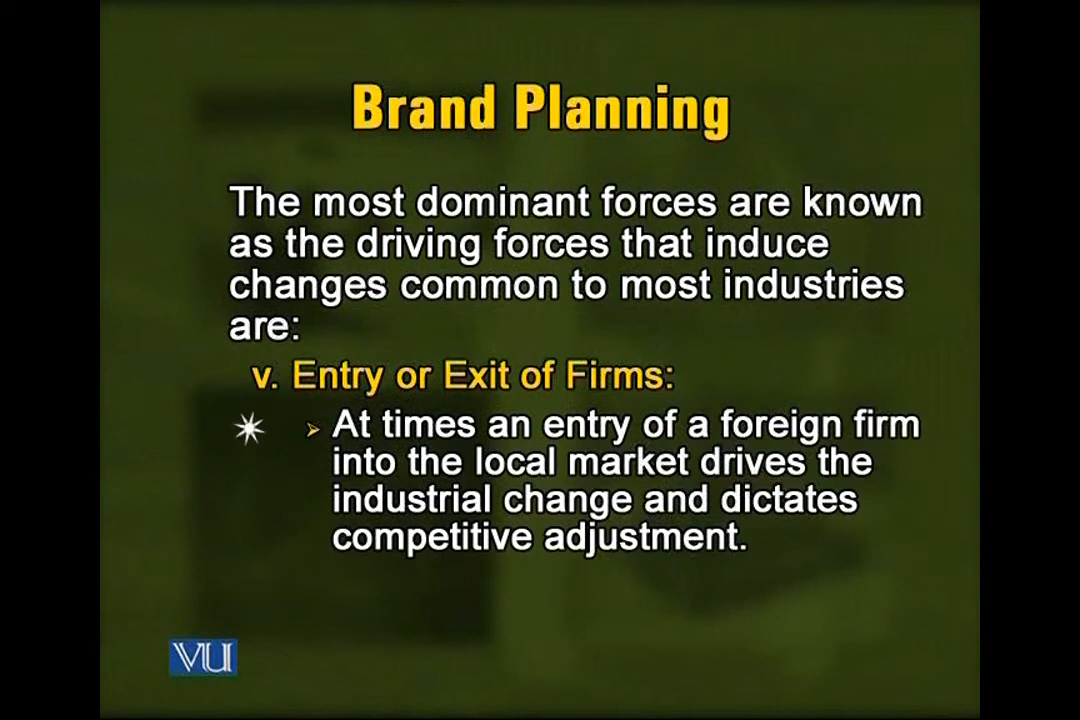 Brand Planning
The most dominant forces are known
as the driving forces that induce
changes common to most industries
are:
v. Entry or Exit of Firms:
➢ At times an entry of a foreign firm
into the local market drives the
industrial change and dictates
competitive adjustment.
VU